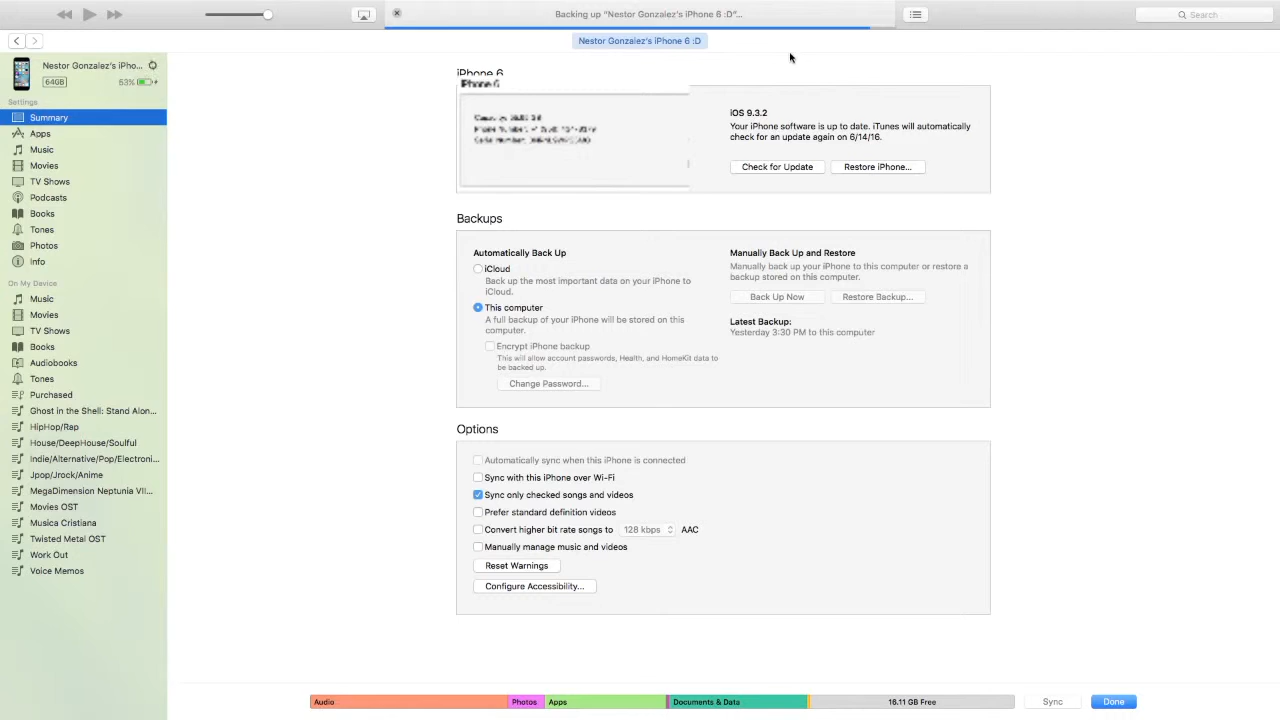 Backing up “Nestor Gonzalez’s iPhone 6 :D”...
Search
Nestor Gonzalez’s iPhone 6 :D
Nestor Gonzalez’s iPho...
64GB
53%
Settings
Summary
Apps
Music
Movies
TV Shows
Podcasts
Books
Tones
Photos
Info
On My Device
Music
Movies
TV Shows
Books
Audiobooks
Tones
Purchased
Ghost in the Shell: Stand Alon...
HipHop/Rap
House/DeepHouse/Soulful
Indie/Alternative/Pop/Electroni...
Jpop/Jrock/Anime
MegaDimension Neptunia VII...
Movies OST
Musica Cristiana
Twisted Metal OST
Work Out
Voice Memos
iPhone 6
iPhone 6
iOS 9.3.2
Your iPhone software is up to date. iTunes will automatically
check for an update again on 6/14/16.
Check for Update
Restore iPhone...
Backups
Automatically Back Up
iCloud
Back up the most important data on your iPhone to
iCloud.
This computer
A full backup of your iPhone will be stored on this
computer.
Encrypt iPhone backup
This will allow account passwords, Health, and HomeKit data to
be backed up.
Change Password...
Manually Back Up and Restore
Manually back up your iPhone to this computer or restore a
backup stored on this computer.
Back Up Now
Restore Backup...
Latest Backup:
Yesterday 3:30 PM to this computer
Options
Automatically sync when this iPhone is connected
Sync with this iPhone over Wi-Fi
Sync only checked songs and videos
Prefer standard definition videos
Convert higher bit rate songs to 128 kbps AAC
Manually manage music and videos
Reset Warnings
Configure Accessibility...
Audio
Photos
Apps
Documents & Data
16.11 GB Free
Sync
Done